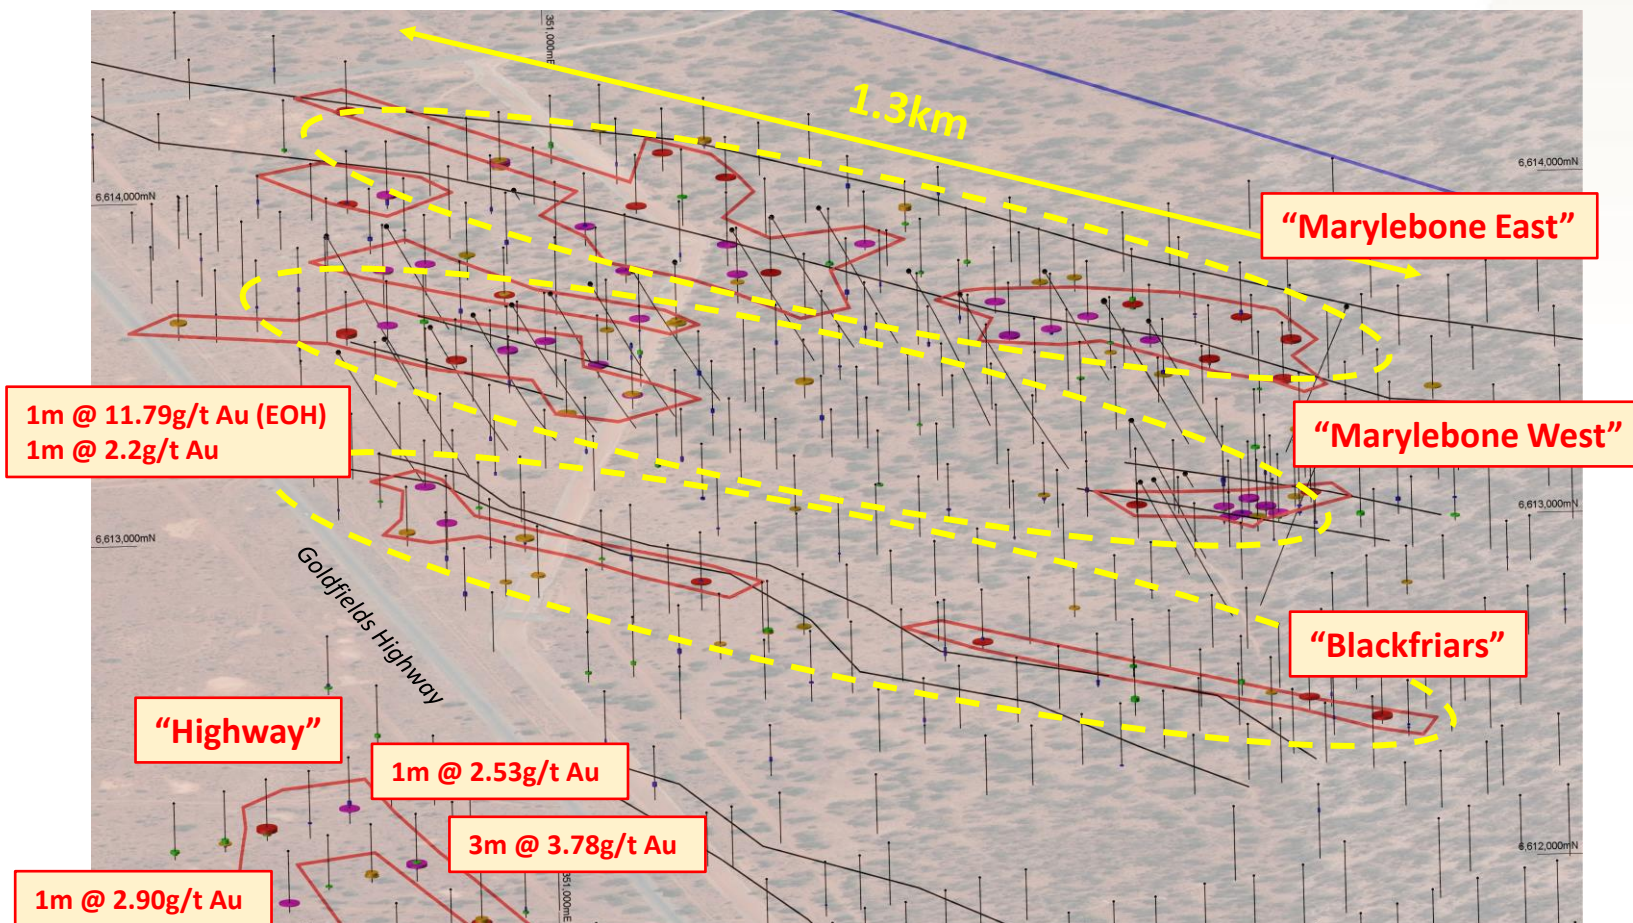 351,000mE
1.3km
6,614,000mN
6,614,000mN
“Marylebone East”
1m @ 11.79g/t Au (EOH)
1m @ 2.2g/t Au
“Marylebone West”
6,613,000mN
6,613,000mN
Goldfields Highway
“Blackfriars”
“Highway”
1m @ 2.53g/t Au
3m @ 3.78g/t Au
6,612,000mN
1m @ 2.90g/t Au
351,000mE